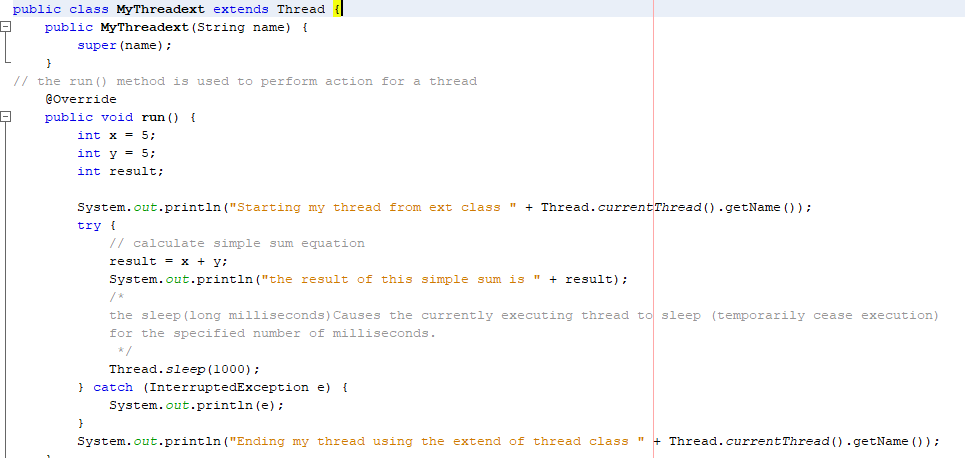 public class MyThreadext extends Thread {
public MyThreadext(String name) {
super(name);
}
// the run() method is used to perform action for a thread
@Override
public void run() {
int x = 5;
int y = 5;
int result;
System.out.println("Starting my thread from ext class " + Thread.currentThread().getName());
try {
// calculate simple sum equation
result = x + y;
System.out.println("the result of this simple sum is " + result);
/*
the sleep(long milliseconds)Causes the currently executing thread to sleep (temporarily cease execution)
for the specified number of milliseconds.
*/
Thread.sleep(1000);
} catch (InterruptedException e) {
System.out.println(e);
}
System.out.println("Ending my thread using the extend of thread class " + Thread.currentThread().getName());